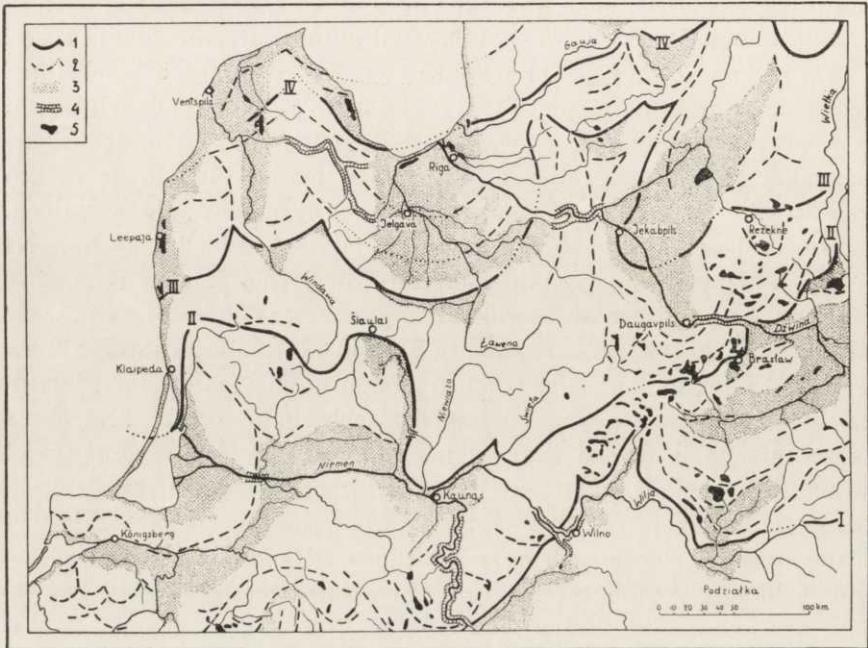 1
2
3
4
5
Ventspils
IV
Gauja
IV
Wielka
Riga
Jelgava
Jekabpils
III
Rezekne
II
Leepaja
III
Windawa
II
Šiaulai
Ławena
Daugavpils
Dźwina
Brasław
Klaipeda
Niewiaża
Święta
Niemen
Kaunas
Wilja
I
Königsberg
Wilno
Podziałka
0 10 20 30 40 50 100 km.